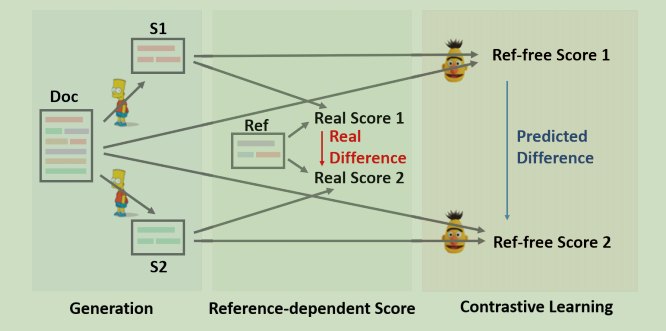 S1
Doc
S2
Generation
Ref
Real Score 1
Real
Difference
Real Score 2
Reference-dependent Score
Ref-free Score 1
Predicted
Difference
Ref-free Score 2
Contrastive Learning